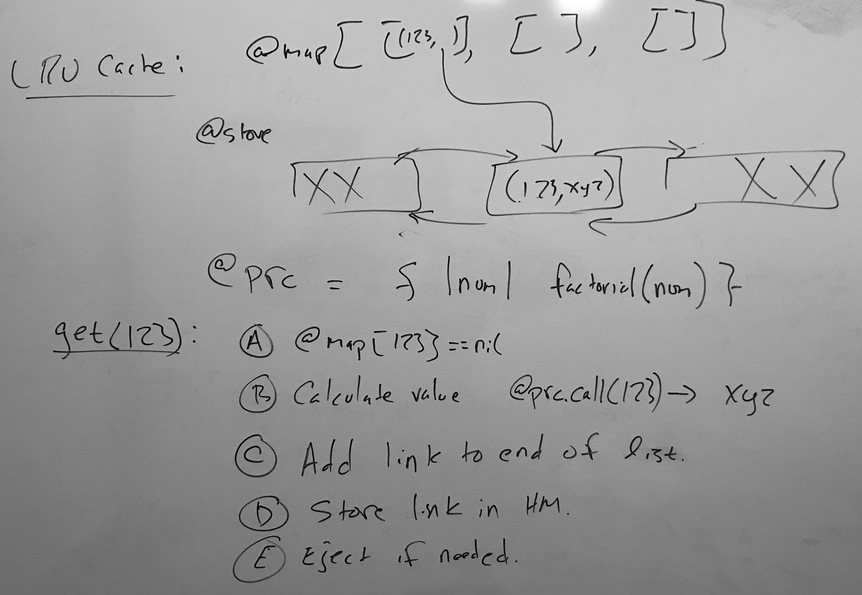 LRU Cache:
@map[ [(123, )], [ ], [ ] ]
@store
XX (123,xyz) XX
@prc = { |num| factorial(num) }
get(123):
Ⓐ @map[123]==nil
Ⓑ Calculate value @prc.call(123)→ xyz
Ⓒ Add link to end of list.
Ⓓ Store link in HM.
Ⓔ Eject if needed.